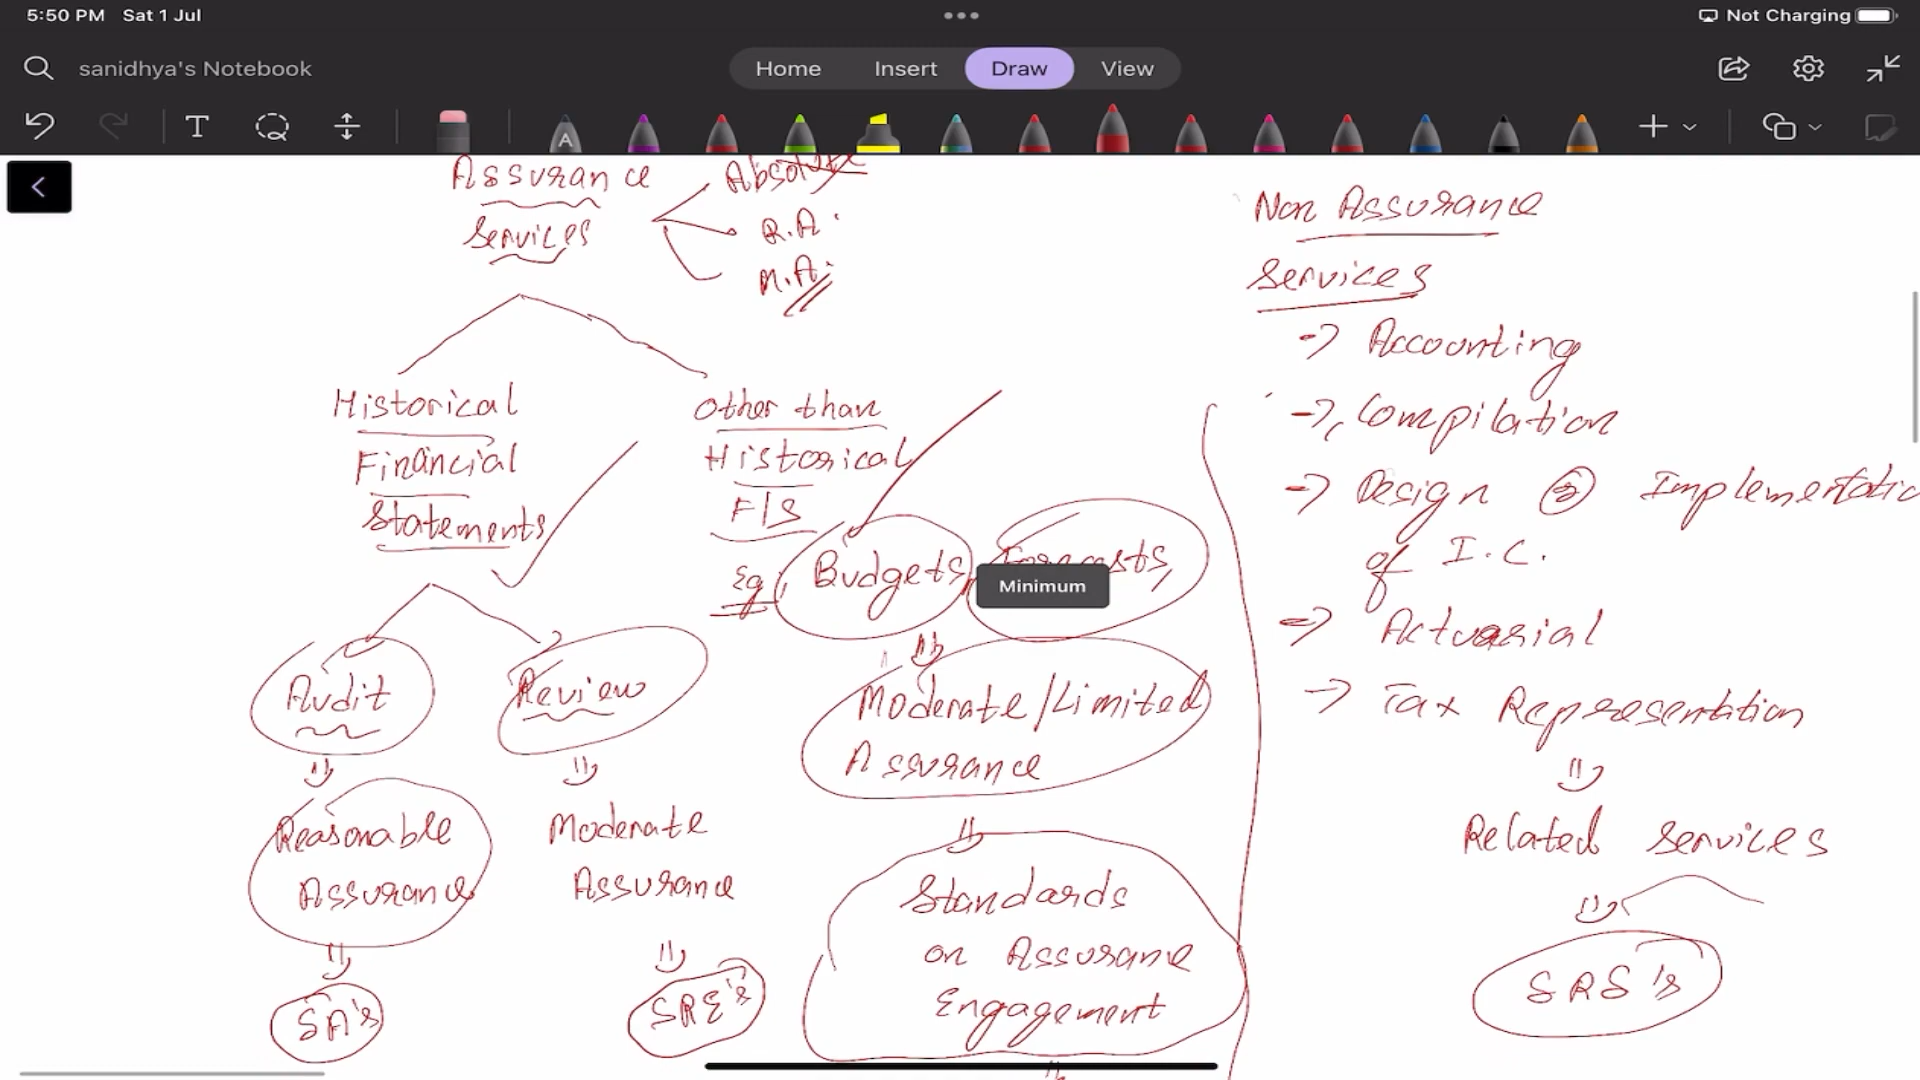 5:50 PM Sat 1 Jul
Not Charging
sanidhya's Notebook
Home Insert Draw View
Assurance
Services
Absolute
R.A.
M.A.
Historical
Financial
Statements
Other than
Historical
F/S
Eg
Budgets, Forecasts,
Minimum
Audit
Review
Moderate/Limited
Assurance
Reasonable
Assurance
Moderate
Assurance
Standards
on Assurance
Engagement
SA's
SRE's
Non Assurance
Services
-> Accounting
-> Compilation
-> Design Implementatio
of I.C.
-> Actuarial
-> Tax Representation
Related Services
SRS's